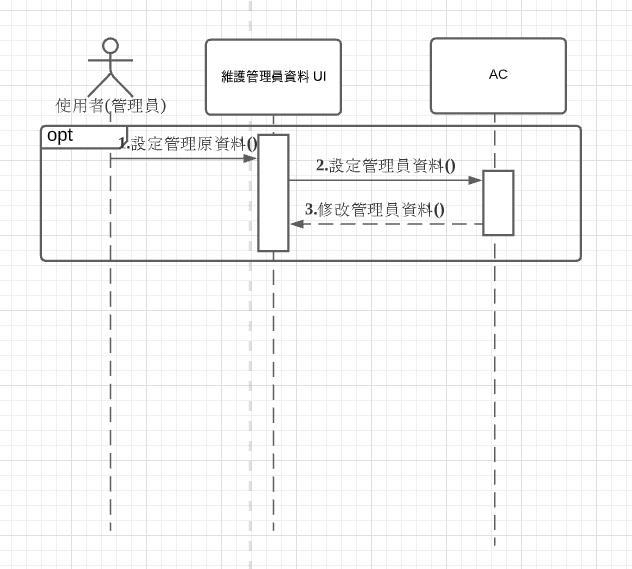 維護管理員資料 UI
AC
使用者(管理員)
opt
1.設定管理原資料()
2.設定管理員資料()
3.修改管理員資料()